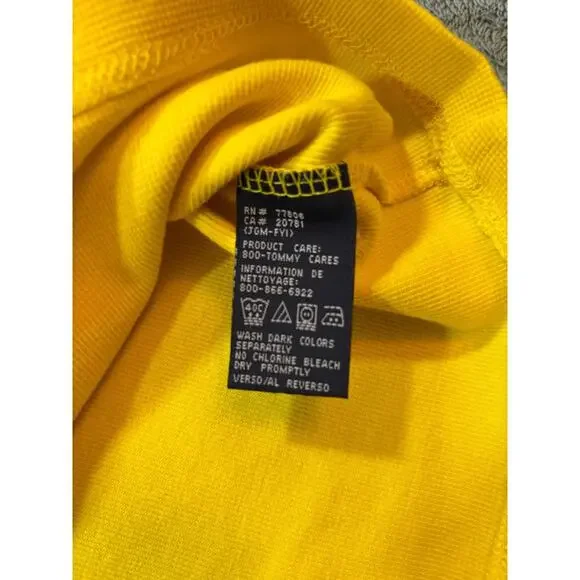 RN# 77806
CA# 20781
(JGM-FYI)
PRODUCT CARE:
800-TOMMY CARES
INFORMATION DE
NETTOYAGE:
800-866-6922
40C
WASH DARK COLORS
SEPARATELY
NO CHLORINE BLEACH
DRY PROMPTLY
VERSO/AL REVERSO